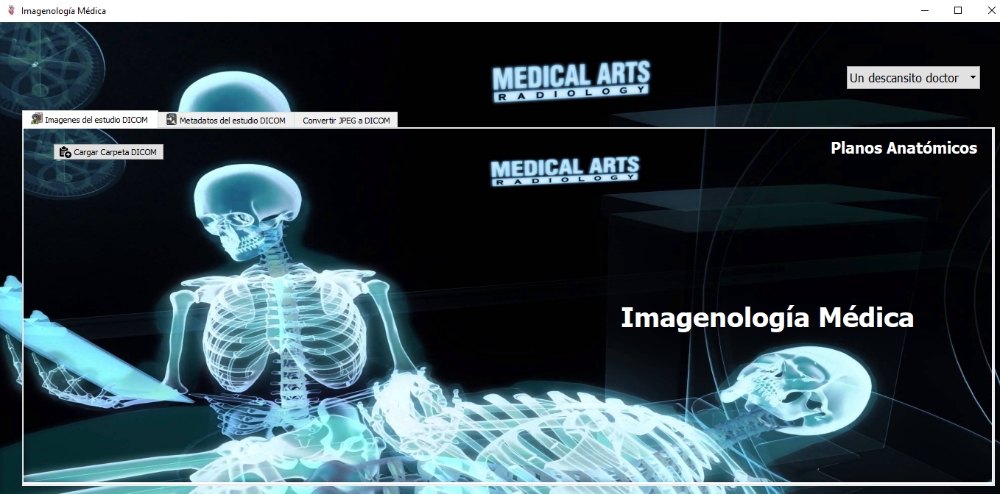 Imagenología Médica
MEDICAL ARTS
RADIOLOGY
Un descansito doctor
Imagenes del estudio DICOM
Metadatos del estudio DICOM
Convertir JPEG a DICOM
Cargar Carpeta DICOM
Planos Anatómicos
MEDICAL ARTS
RADIOLOGY
Imagenología Médica